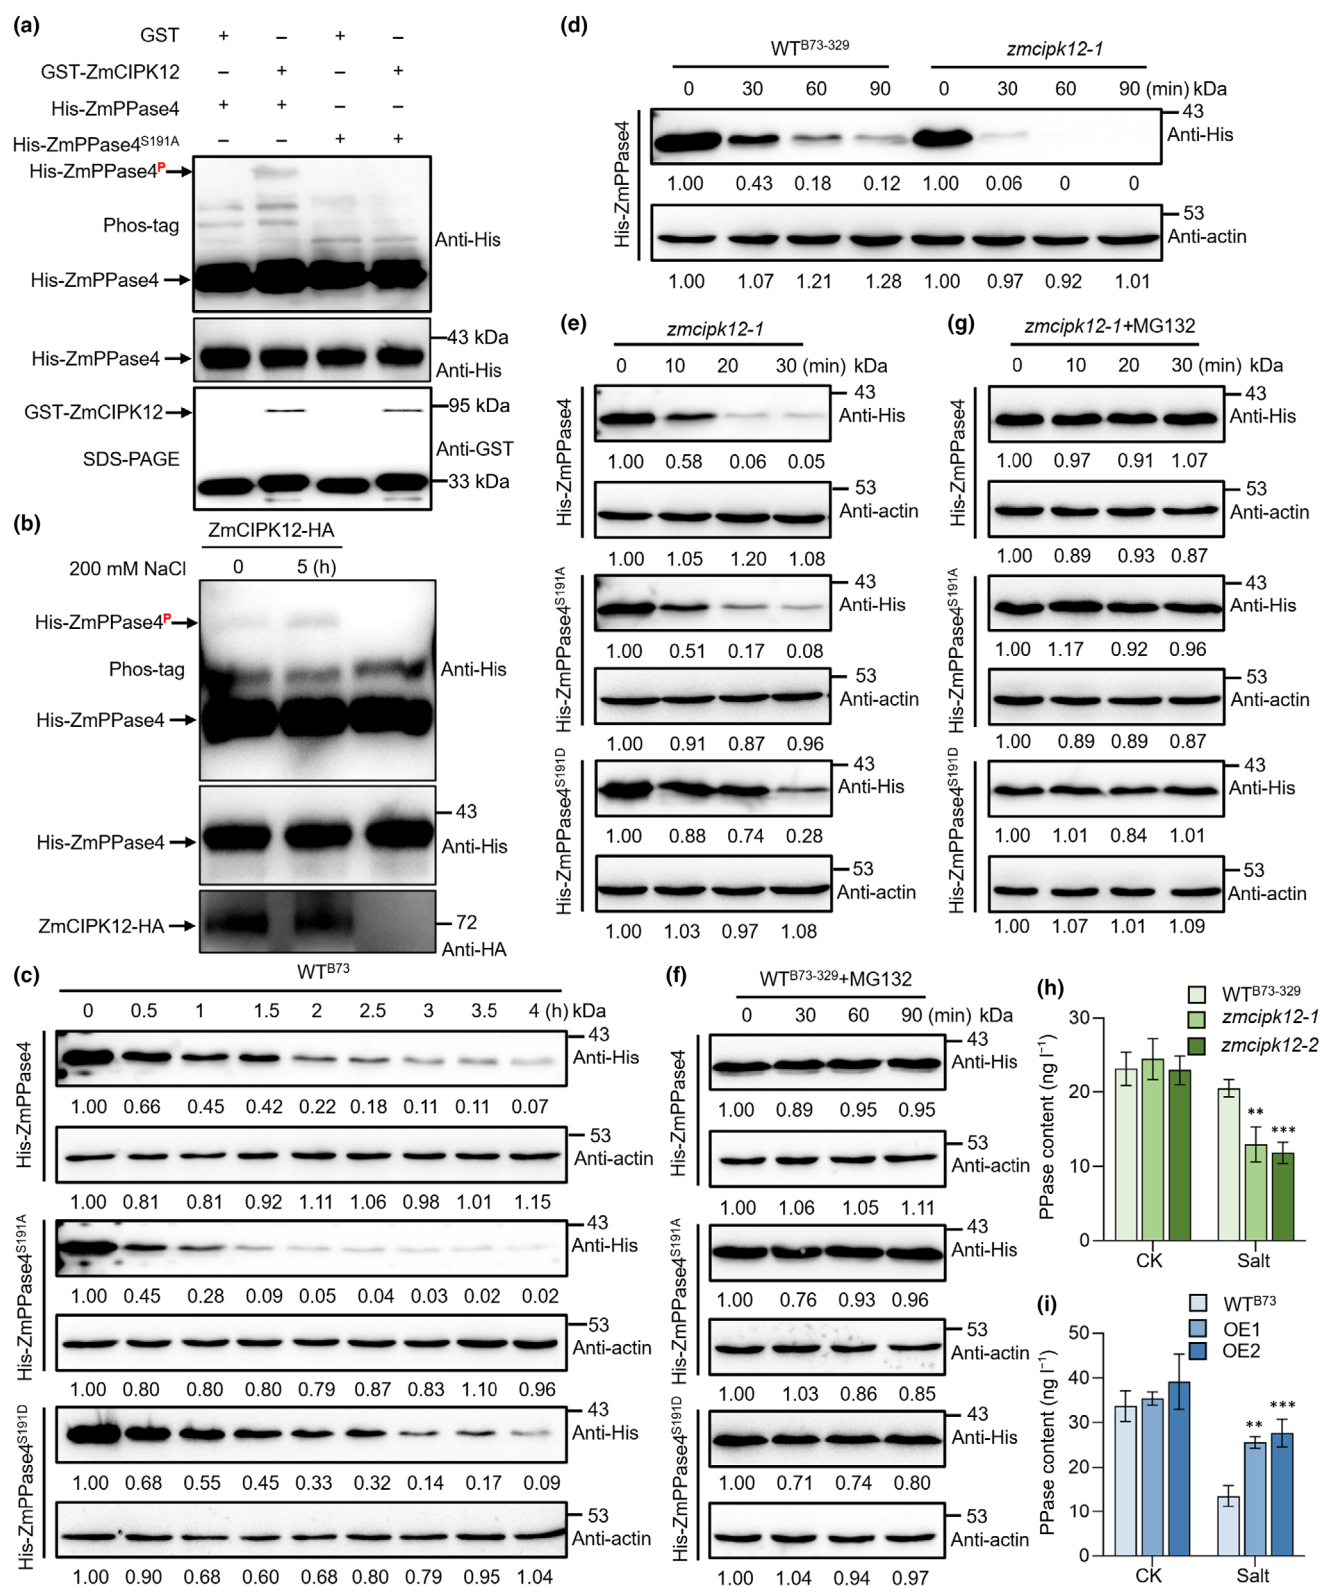 (a)
GST + − + −
GST-ZmCIPK12 − + − +
His-ZmPPase4 + + − −
His-ZmPPase4S191A − − + +
His-ZmPPase4P
Phos-tag
Anti-His
His-ZmPPase4
43 kDa
His-ZmPPase4
Anti-His
GST-ZmCIPK12
95 kDa
Anti-GST
SDS-PAGE
33 kDa
(b)
ZmCIPK12-HA
200 mM NaCl 0 5 (h)
His-ZmPPase4P
Phos-tag
Anti-His
His-ZmPPase4
43
His-ZmPPase4
Anti-His
ZmCIPK12-HA
72
Anti-HA
(c)
WTB73
0 0.5 1 1.5 2 2.5 3 3.5 4 (h) kDa
His-ZmPPase4
43
Anti-His
1.00 0.66 0.45 0.42 0.22 0.18 0.11 0.11 0.07
53
Anti-actin
1.00 0.81 0.81 0.92 1.11 1.06 0.98 1.01 1.15
His-ZmPPase4S191A
43
Anti-His
1.00 0.45 0.28 0.09 0.05 0.04 0.03 0.02 0.02
53
Anti-actin
1.00 0.80 0.80 0.80 0.79 0.87 0.83 1.10 0.96
His-ZmPPase4S191D
43
Anti-His
1.00 0.68 0.55 0.45 0.33 0.32 0.14 0.17 0.09
53
Anti-actin
1.00 0.90 0.68 0.60 0.68 0.80 0.79 0.95 1.04
(d)
WTB73-329 zmcipk12-1
0 30 60 90 0 30 60 90 (min) kDa
His-ZmPPase4
43
Anti-His
1.00 0.43 0.18 0.12 1.00 0.06 0 0
53
Anti-actin
1.00 1.07 1.21 1.28 1.00 0.97 0.92 1.01
(e)
zmcipk12-1
0 10 20 30 (min) kDa
His-ZmPPase4
43
Anti-His
1.00 0.58 0.06 0.05
53
Anti-actin
1.00 1.05 1.20 1.08
His-ZmPPase4S191A
43
Anti-His
1.00 0.51 0.17 0.08
53
Anti-actin
1.00 0.91 0.87 0.96
His-ZmPPase4S191D
43
Anti-His
1.00 0.88 0.74 0.28
53
Anti-actin
1.00 1.03 0.97 1.08
(g)
zmcipk12-1+MG132
0 10 20 30 (min) kDa
His-ZmPPase4
43
Anti-His
1.00 0.97 0.91 1.07
53
Anti-actin
1.00 0.89 0.93 0.87
His-ZmPPase4S191A
43
Anti-His
1.00 1.17 0.92 0.96
53
Anti-actin
1.00 0.89 0.89 0.87
His-ZmPPase4S191D
43
Anti-His
1.00 1.01 0.84 1.01
53
Anti-actin
1.00 1.07 1.01 1.09
(f)
WTB73-329+MG132
0 30 60 90 (min) kDa
His-ZmPPase4
43
Anti-His
1.00 0.89 0.95 0.95
53
Anti-actin
1.00 1.06 1.05 1.11
His-ZmPPase4S191A
43
Anti-His
1.00 0.76 0.93 0.96
53
Anti-actin
1.00 1.03 0.86 0.85
His-ZmPPase4S191D
43
Anti-His
1.00 0.71 0.74 0.80
53
Anti-actin
1.00 1.04 0.94 0.97
(h)
WTB73-329
zmcipk12-1
zmcipk12-2
PPase content (ng l−1)
30
20
10
0
** ***
CK Salt
(i)
WTB73
OE1
OE2
PPase content (ng l−1)
50
40
30
20
10
0
** ***
CK Salt